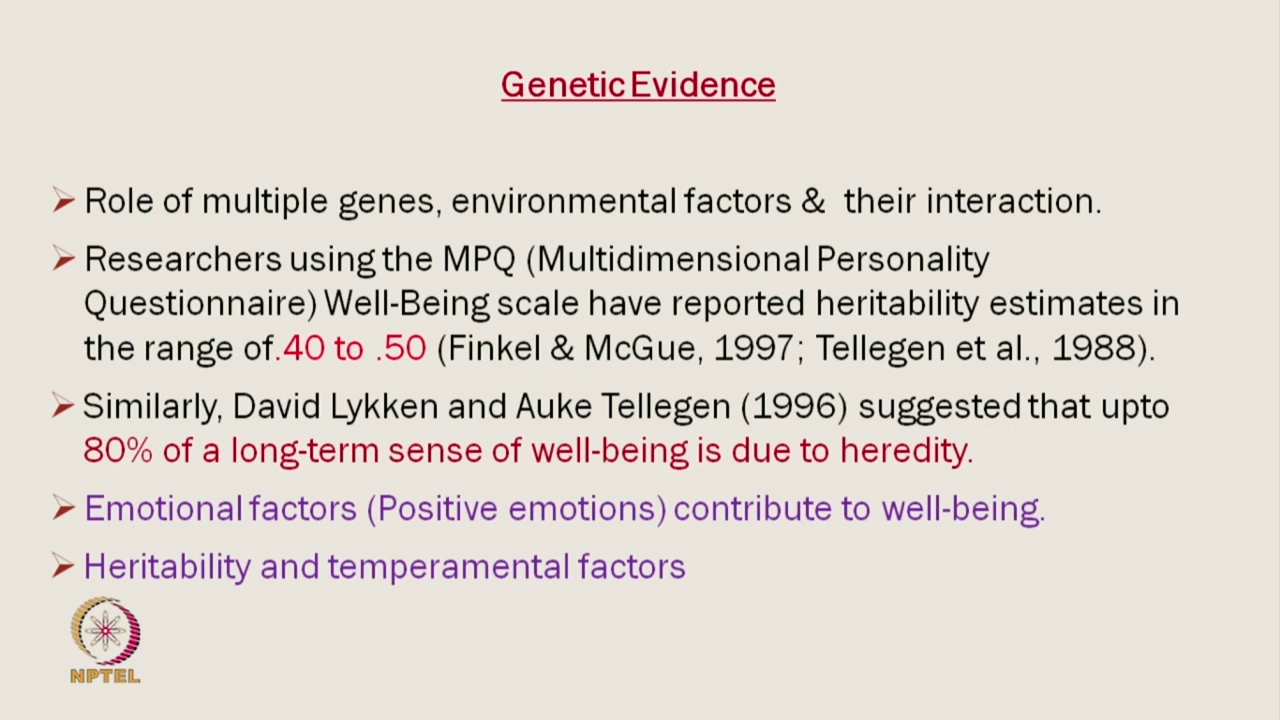 Genetic Evidence
Role of multiple genes, environmental factors & their interaction.
Researchers using the MPQ (Multidimensional Personality
Questionnaire) Well-Being scale have reported heritability estimates in
the range of.40 to .50 (Finkel & McGue, 1997; Tellegen et al., 1988).
Similarly, David Lykken and Auke Tellegen (1996) suggested that upto
80% of a long-term sense of well-being is due to heredity.
Emotional factors (Positive emotions) contribute to well-being.
Heritability and temperamental factors
NPTEL